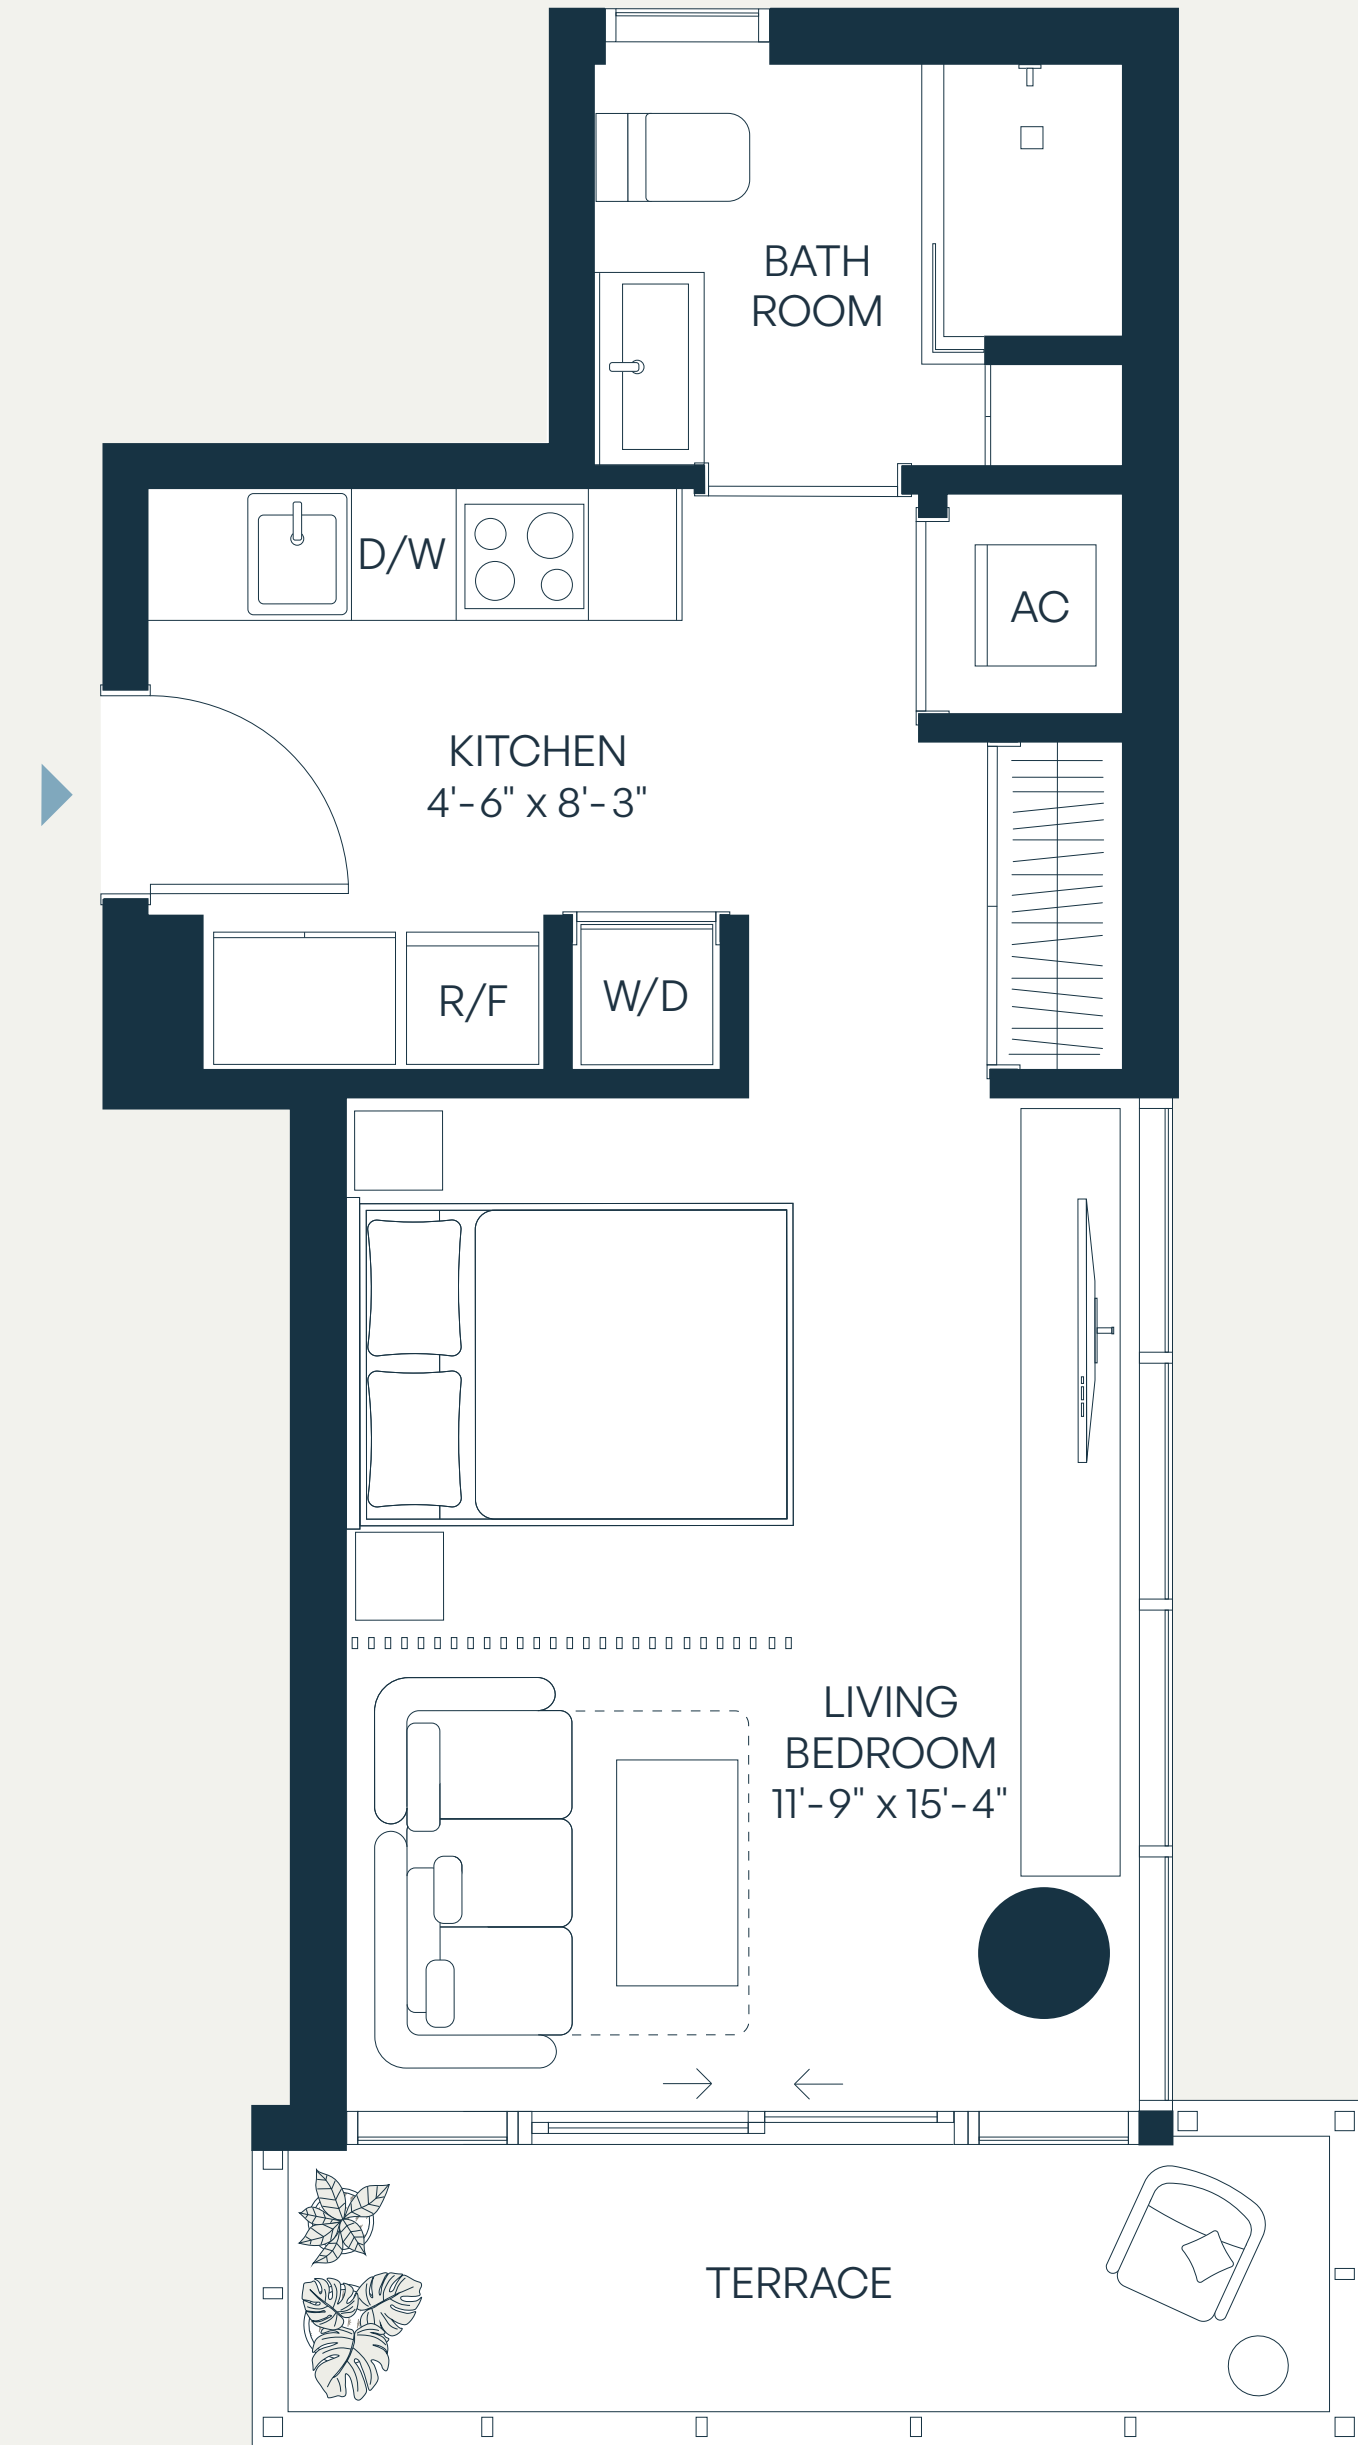 BATH
ROOM
D/W
AC
KITCHEN
4'-6" x 8'-3"
R/F
W/D
LIVING
BEDROOM
11'-9" x 15'-4"
TERRACE